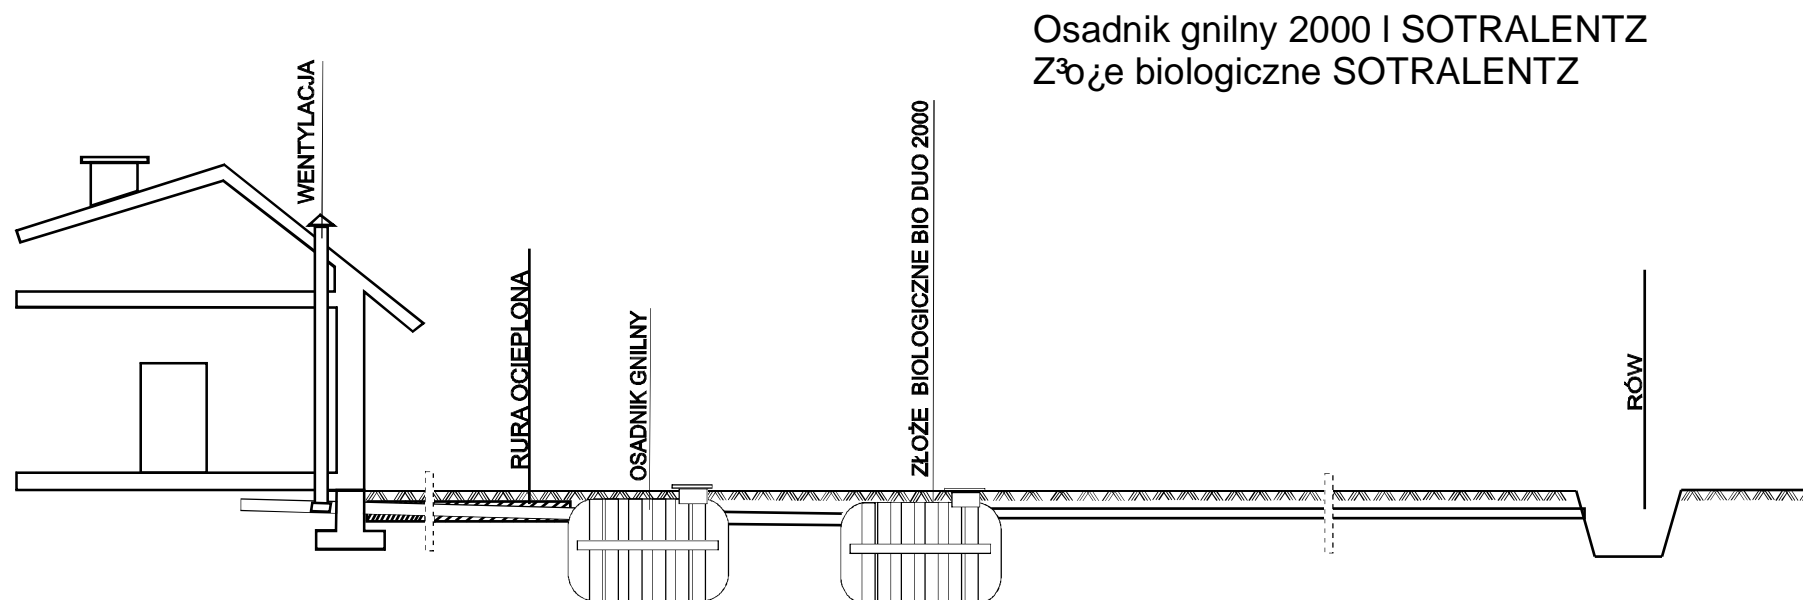 Osadnik gnilny 2000 l SOTRALENTZ
Z³o¿e biologiczne SOTRALENTZ
WENTYLACJA
RURA OCIEPLONA
OSADNIK GNILNY
ZŁOŻE BIOLOGICZNE BIO DUO 2000
RÓW